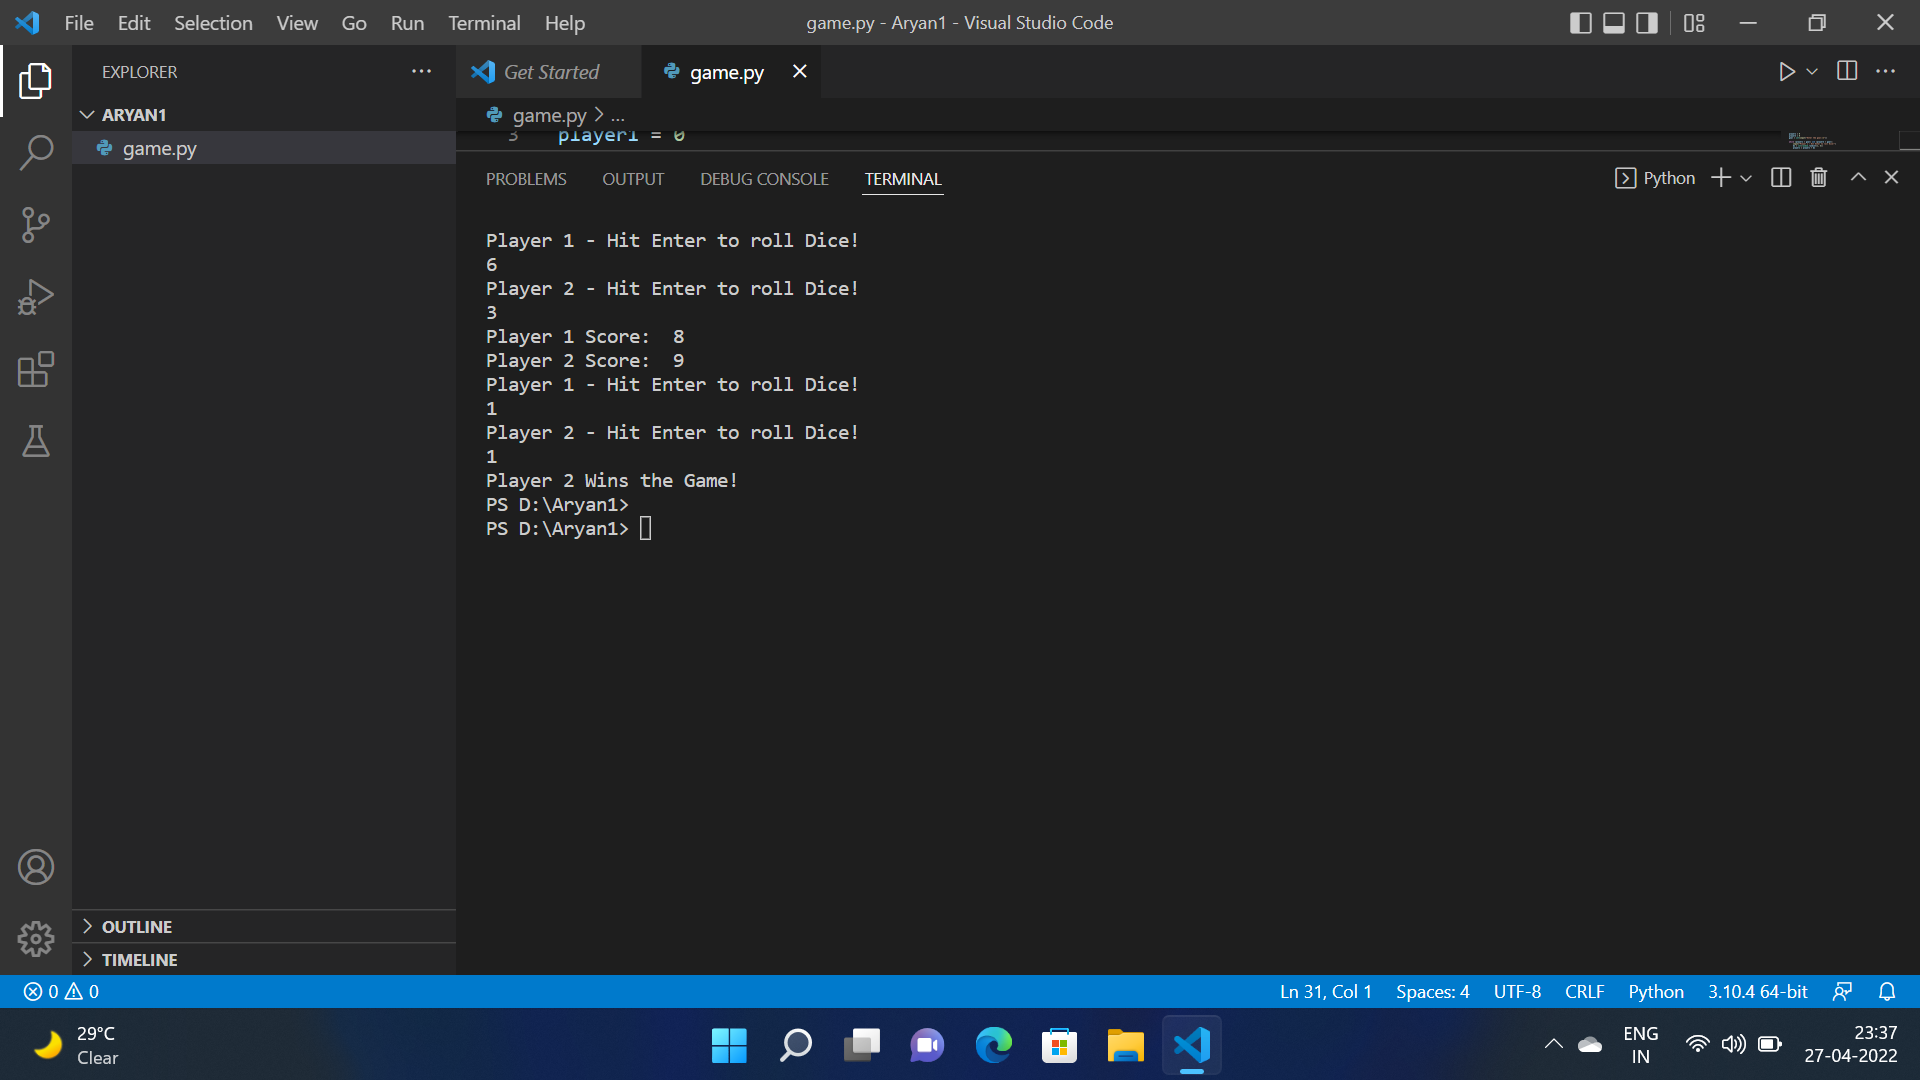 File Edit Selection View Go Run Terminal Help
game.py - Aryan1 - Visual Studio Code
EXPLORER
Get Started
game.py
ARYAN1
game.py > ...
game.py
3 player1 = 0
PROBLEMS OUTPUT DEBUG CONSOLE TERMINAL
Python
Player 1 - Hit Enter to roll Dice!
6
Player 2 - Hit Enter to roll Dice!
3
Player 1 Score:  8
Player 2 Score:  9
Player 1 - Hit Enter to roll Dice!
1
Player 2 - Hit Enter to roll Dice!
1
Player 2 Wins the Game!
PS D:\Aryan1>
PS D:\Aryan1>
OUTLINE
TIMELINE
0 0
Ln 31, Col 1 Spaces: 4 UTF-8 CRLF Python 3.10.4 64-bit
29°C
Clear
ENG
IN
23:37
27-04-2022